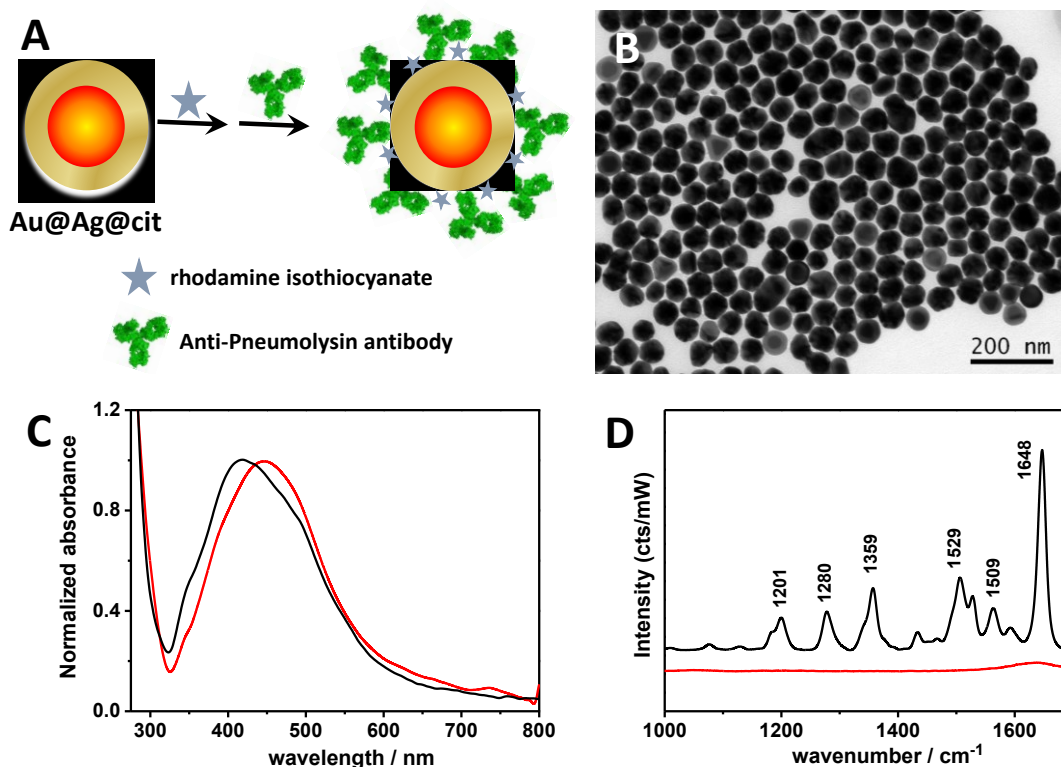 A
Au@Ag@cit
rhodamine isothiocyanate
Anti-Pneumolysin antibody
B
200 nm
C
Normalized absorbance
1.2
0.8
0.4
0.0
300 400 500 600 700 800
wavelength / nm
D
Intensity (cts/mW)
1201
1280
1359
1529
1509
1648
1000 1200 1400 1600
wavenumber / cm⁻¹